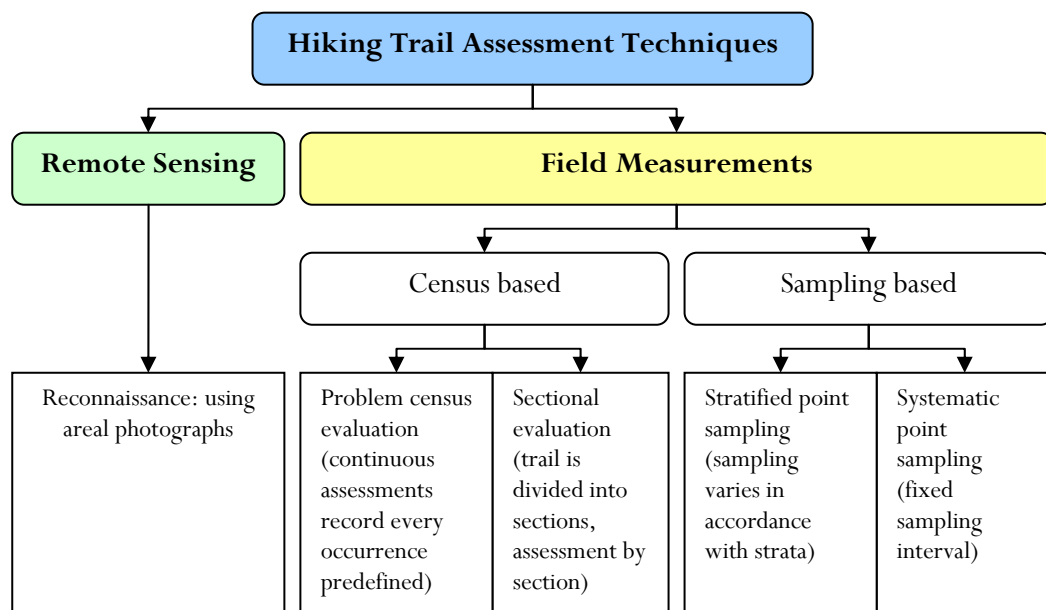 Hiking Trail Assessment Techniques
Remote Sensing
Field Measurements
Census based
Sampling based
Reconnaissance: using
areal photographs
Problem census
evaluation
(continuous
assessments
record every
occurrence
predefined)
Sectional
evaluation
(trail is
divided into
sections,
assessment by
section)
Stratified point
sampling
(sampling
varies in
accordance
with strata)
Systematic
point
sampling
(fixed
sampling
interval)